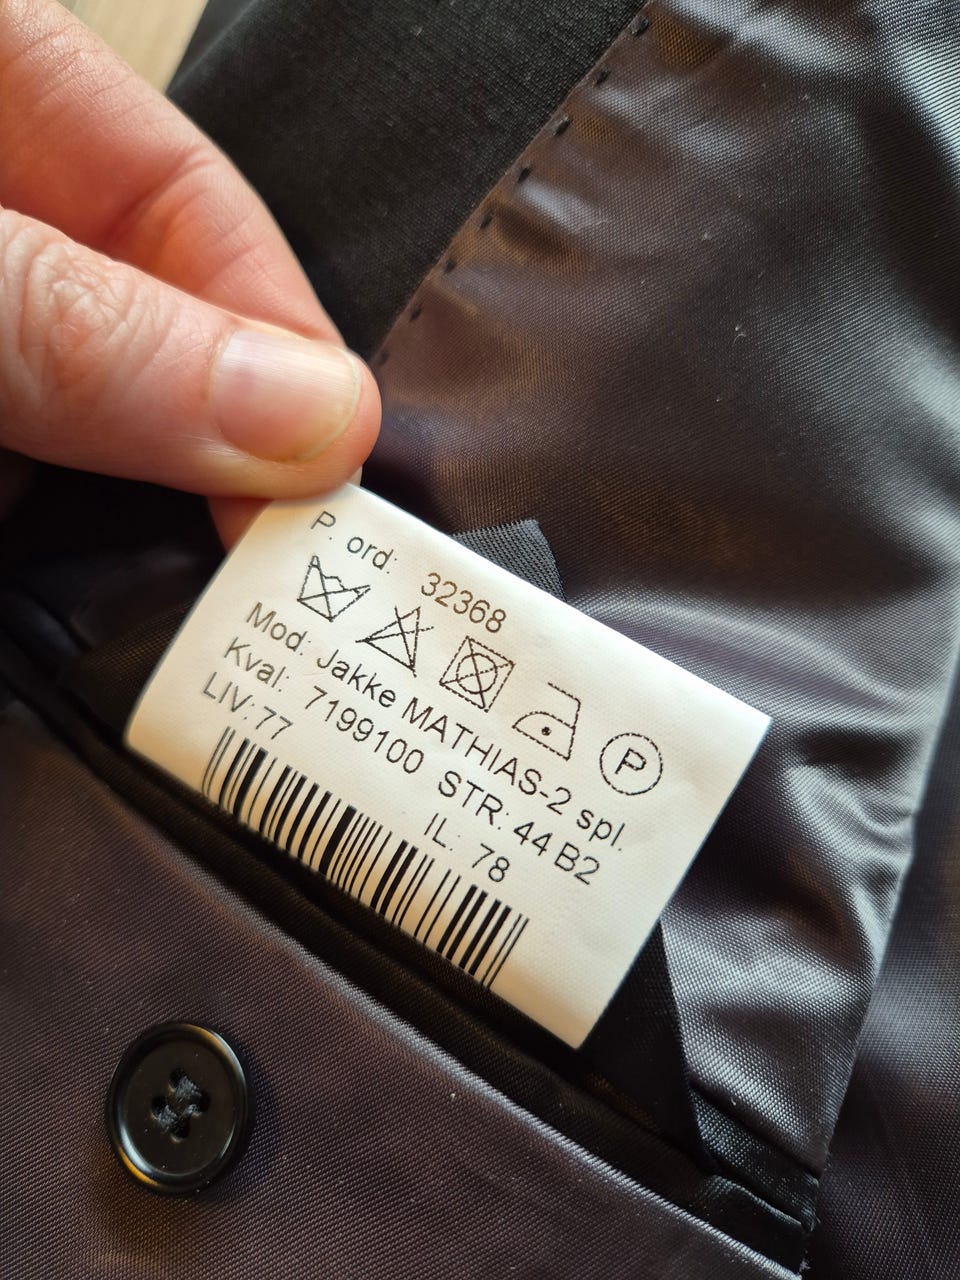 P. ord: 32368
P
Mod: Jakke MATHIAS-2 spl.
Kval: 7199100 STR: 44 B2
LIV: 77 IL: 78